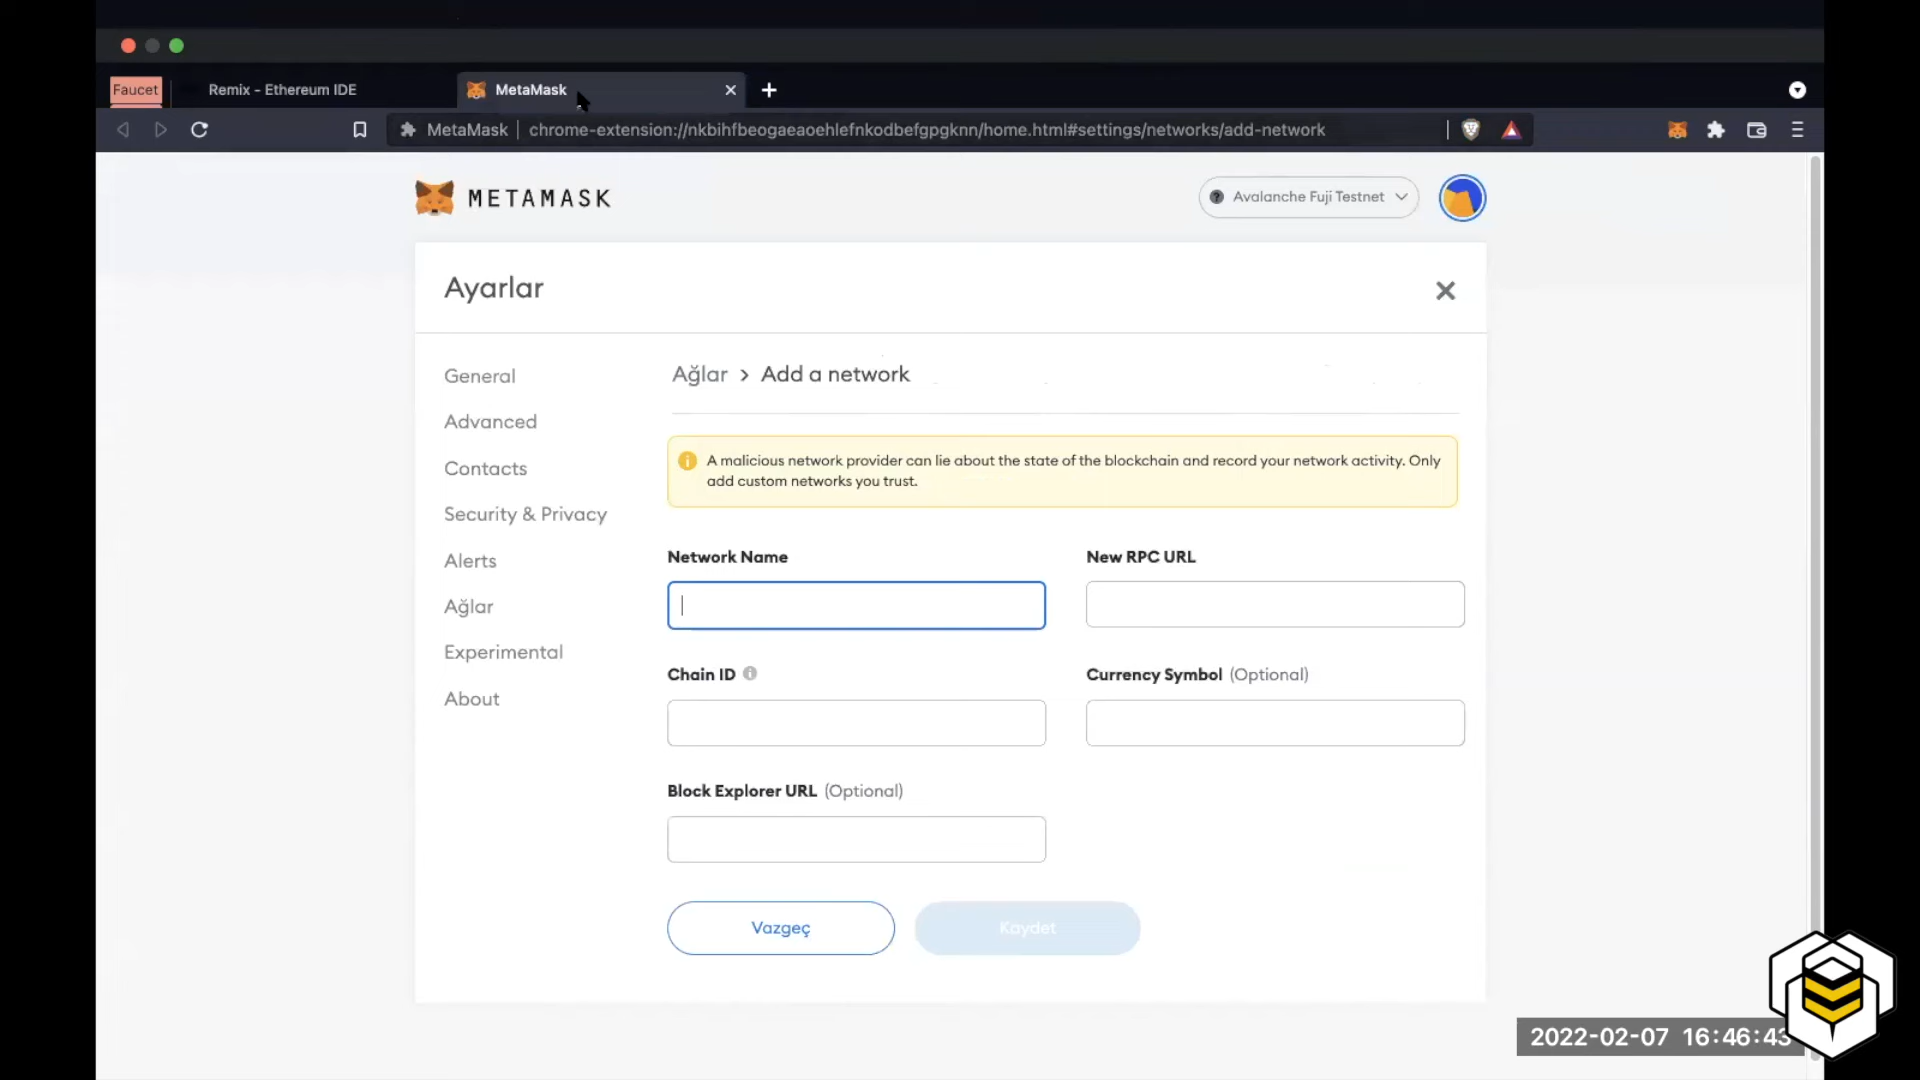 Faucet
Remix - Ethereum IDE
MetaMask
MetaMask
chrome-extension://nkbihfbeogaeaoehlefnkodbefgpgknn/home.html#settings/networks/add-network
METAMASK
Avalanche Fuji Testnet
Ayarlar
General
Advanced
Contacts
Security & Privacy
Alerts
Ağlar
Experimental
About
Ağlar > Add a network
A malicious network provider can lie about the state of the blockchain and record your network activity. Only
add custom networks you trust.
Network Name
New RPC URL
Chain ID
Currency Symbol (Optional)
Block Explorer URL (Optional)
Vazgeç
Kaydet
2022-02-07 16:46:43